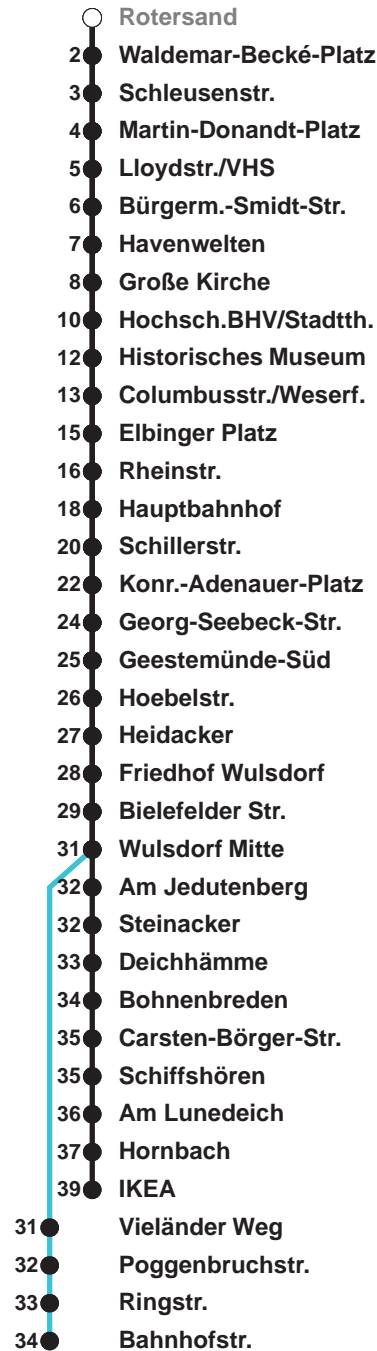 Rotersand
2 Waldemar-Becké-Platz
3 Schleusenstr.
4 Martin-Donandt-Platz
5 Lloydstr./VHS
6 Bürgerm.-Smidt-Str.
7 Havenwelten
8 Große Kirche
10 Hochsch.BHV/Stadtth.
12 Historisches Museum
13 Columbusstr./Weserf.
15 Elbinger Platz
16 Rheinstr.
18 Hauptbahnhof
20 Schillerstr.
22 Konr.-Adenauer-Platz
24 Georg-Seebeck-Str.
25 Geestemünde-Süd
26 Hoebelstr.
27 Heidacker
28 Friedhof Wulsdorf
29 Bielefelder Str.
31 Wulsdorf Mitte
32 Am Jedutenberg
32 Steinacker
33 Deichhämme
34 Bohnenbreden
35 Carsten-Börger-Str.
35 Schiffshören
36 Am Lunedeich
37 Hornbach
39 IKEA
31 Vieländer Weg
32 Poggenbruchstr.
33 Ringstr.
34 Bahnhofstr.